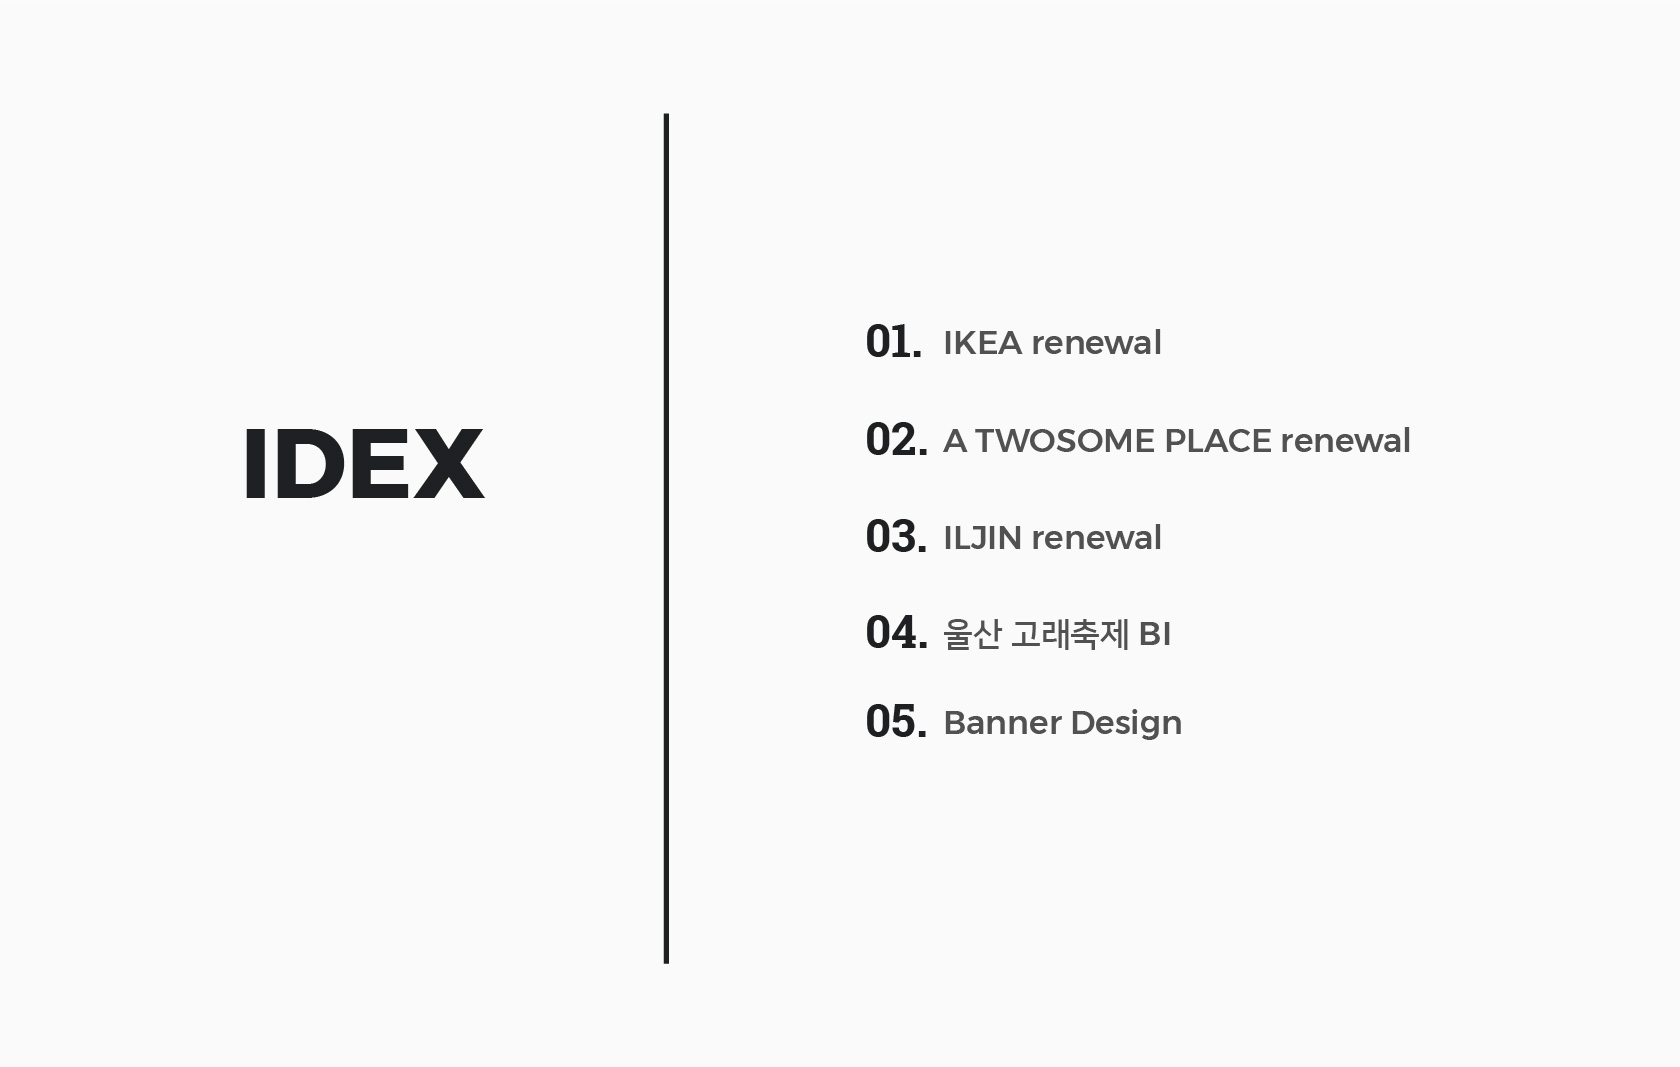 IDEX
01. IKEA renewal
02. A TWOSOME PLACE renewal
03. ILJIN renewal
04. 울산 고래축제 BI
05. Banner Design